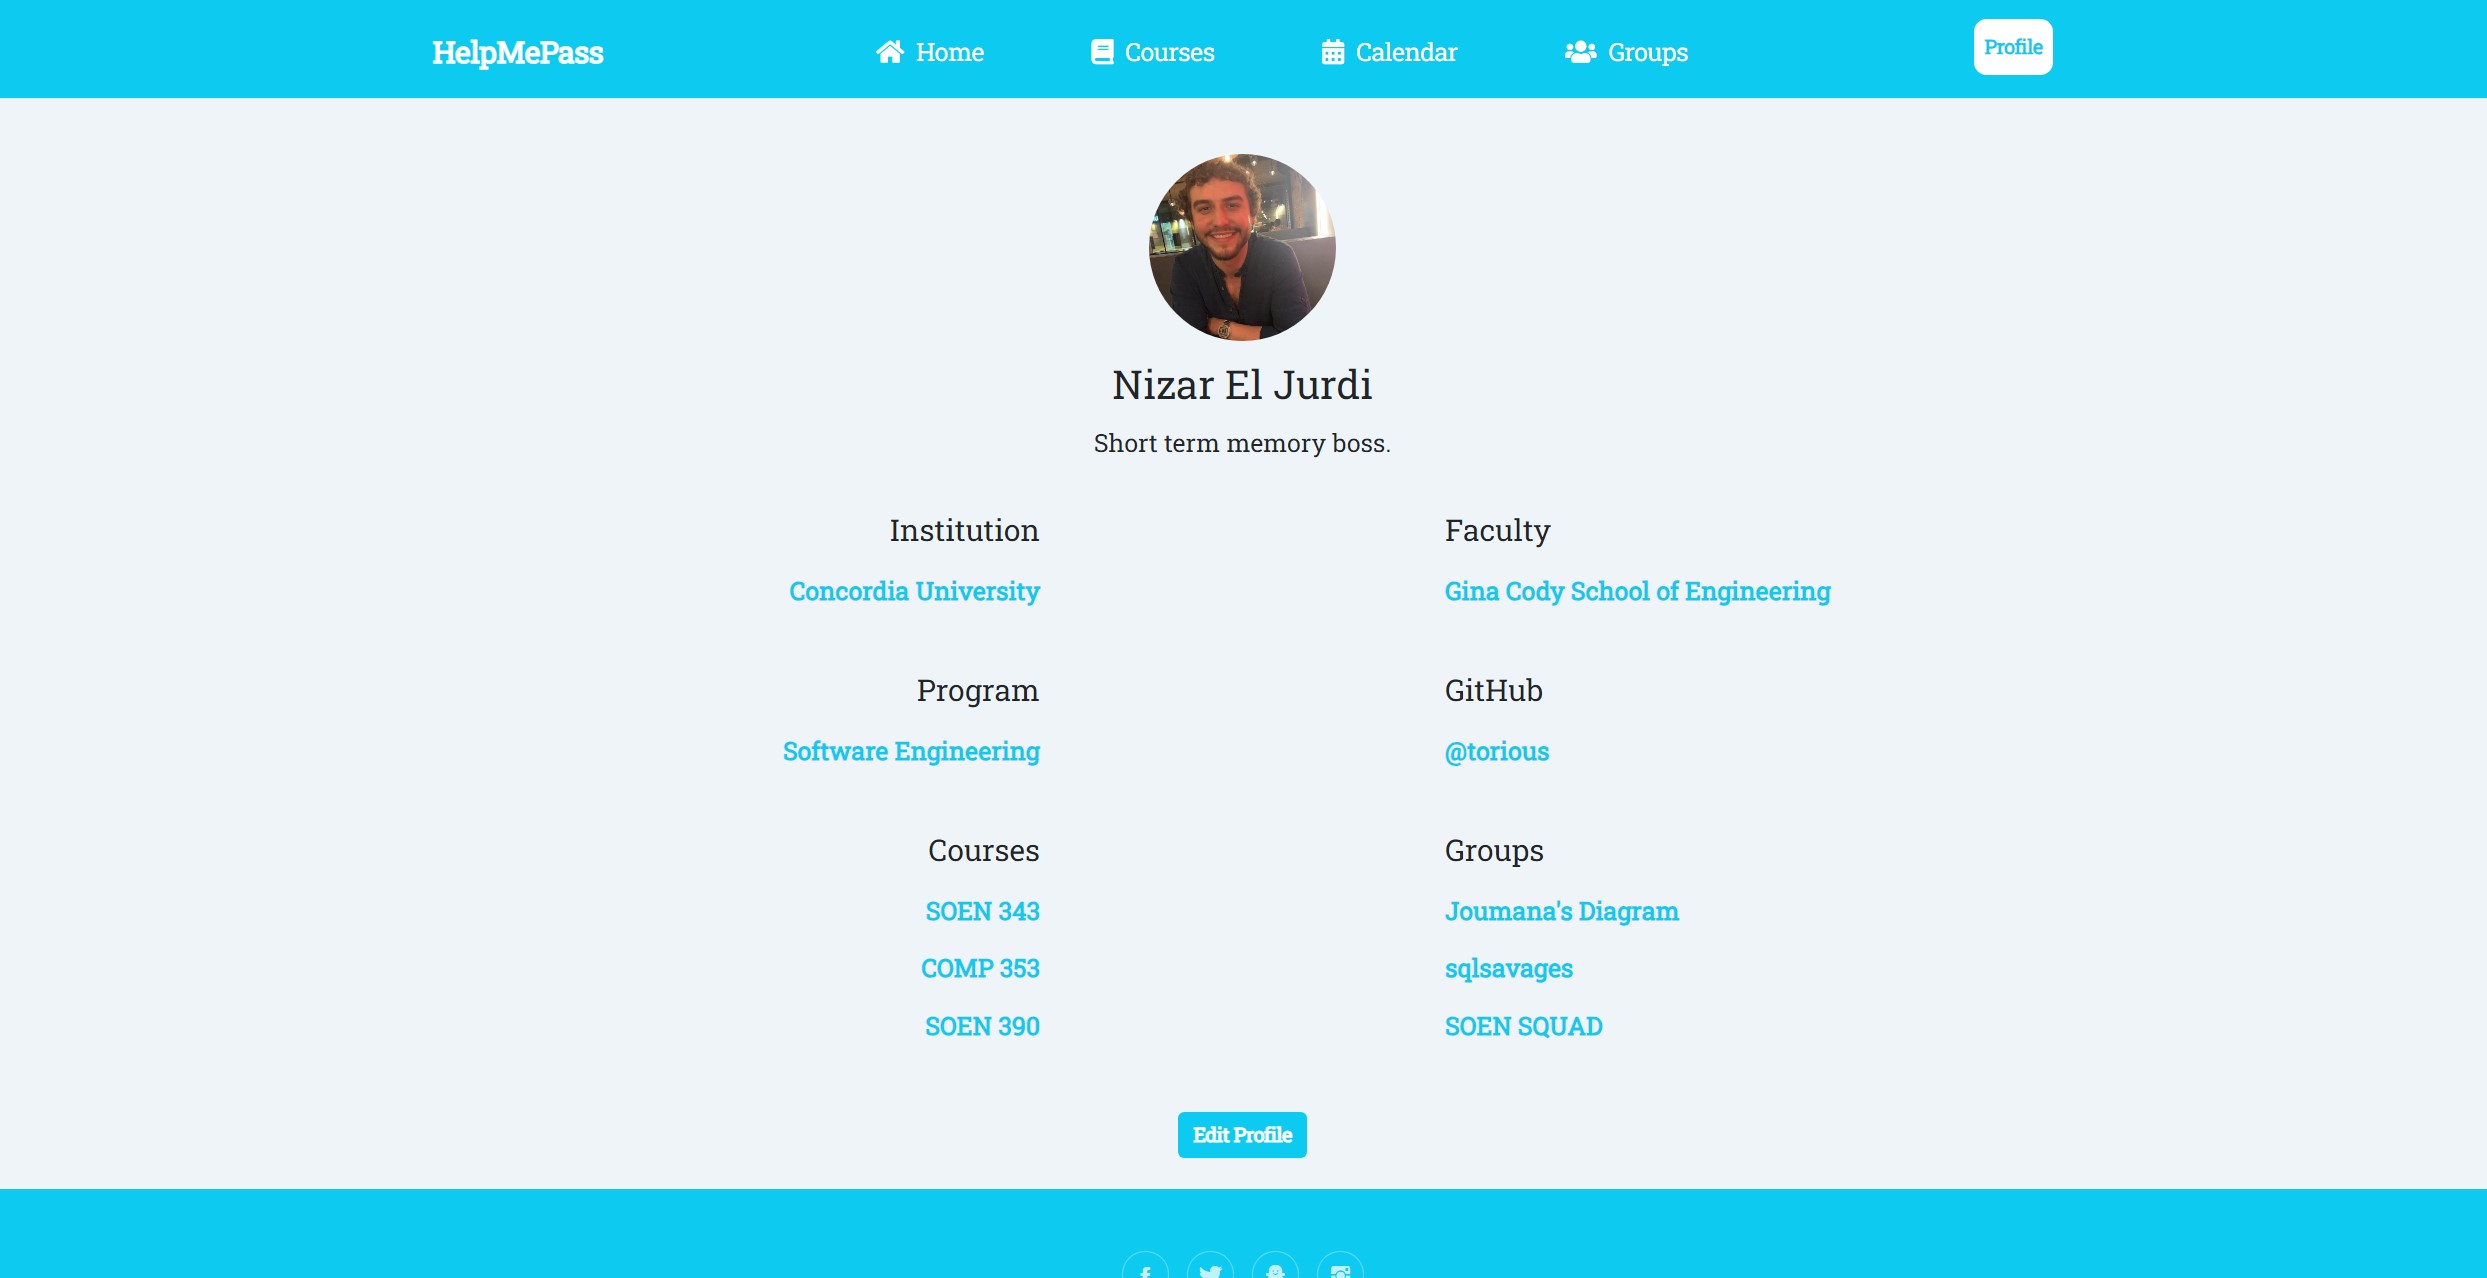 HelpMePass
Home
Courses
Calendar
Groups
Profile
Nizar El Jurdi
Short term memory boss.
Institution
Concordia University
Faculty
Gina Cody School of Engineering
Program
Software Engineering
GitHub
@torious
Courses
SOEN 343
COMP 353
SOEN 390
Groups
Joumana's Diagram
sqlsavages
SOEN SQUAD
Edit Profile